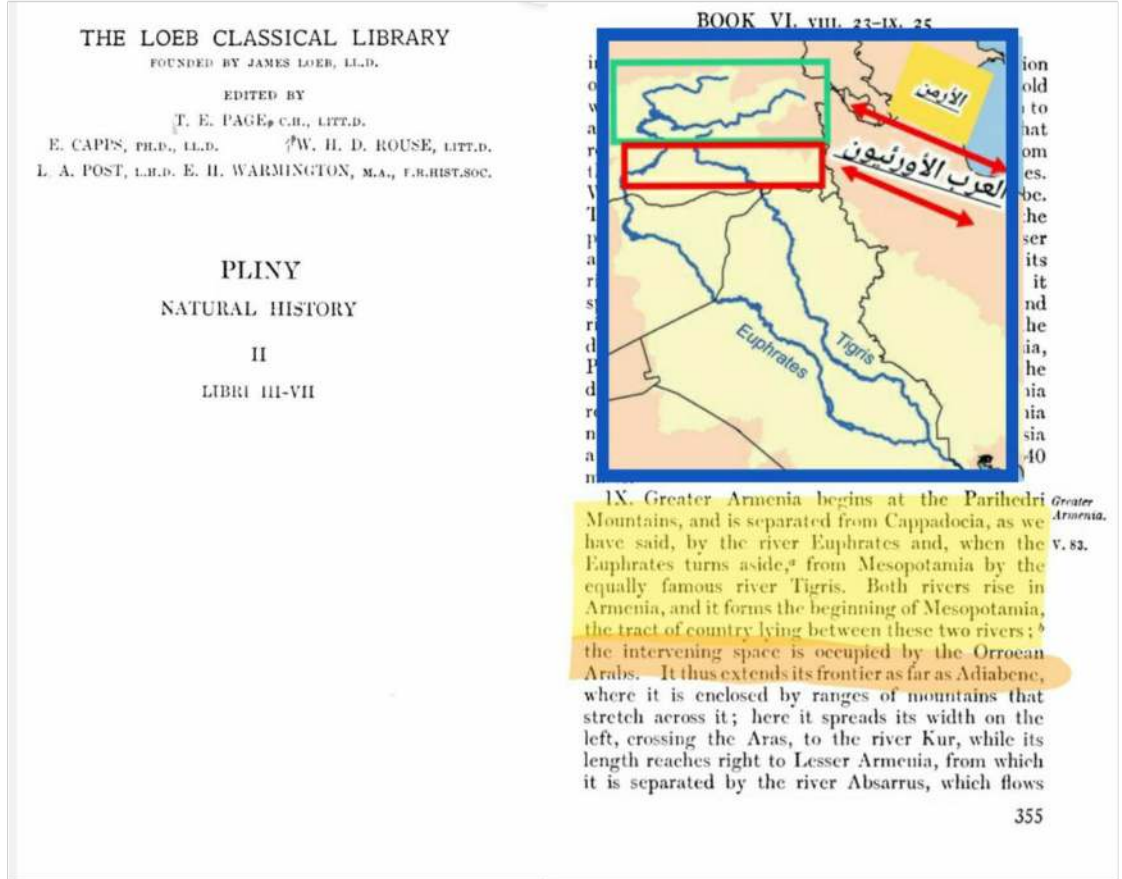 THE LOEB CLASSICAL LIBRARY
FOUNDED BY JAMES LOEB, LL.D.
EDITED BY
T. E. PAGE, C.H., LITT.D.
E. CAPPS, PH.D., LL.D. W. H. D. ROUSE, LITT.D.
L. A. POST, L.H.D. E. H. WARMINGTON, M.A., F.R.HIST.SOC.
PLINY
NATURAL HISTORY
II
LIBRI III-VII
BOOK VI. VIII. 23-IX. 25
الأرمن
العرب الأورئيون
Euphrates
Tigris
IX. Greater Armenia begins at the Parihedri
Mountains, and is separated from Cappadocia, as we
have said, by the river Euphrates and, when the
Euphrates turns aside,a from Mesopotamia by the
equally famous river Tigris. Both rivers rise in
Armenia, and it forms the beginning of Mesopotamia,
the tract of country lying between these two rivers; b
the intervening space is occupied by the Orroean
Arabs. It thus extends its frontier as far as Adiabene,
where it is enclosed by ranges of mountains that
stretch across it; here it spreads its width on the
left, crossing the Aras, to the river Kur, while its
length reaches right to Lesser Armenia, from which
it is separated by the river Absarrus, which flows
Greater
Armenia.
V. 83.
355